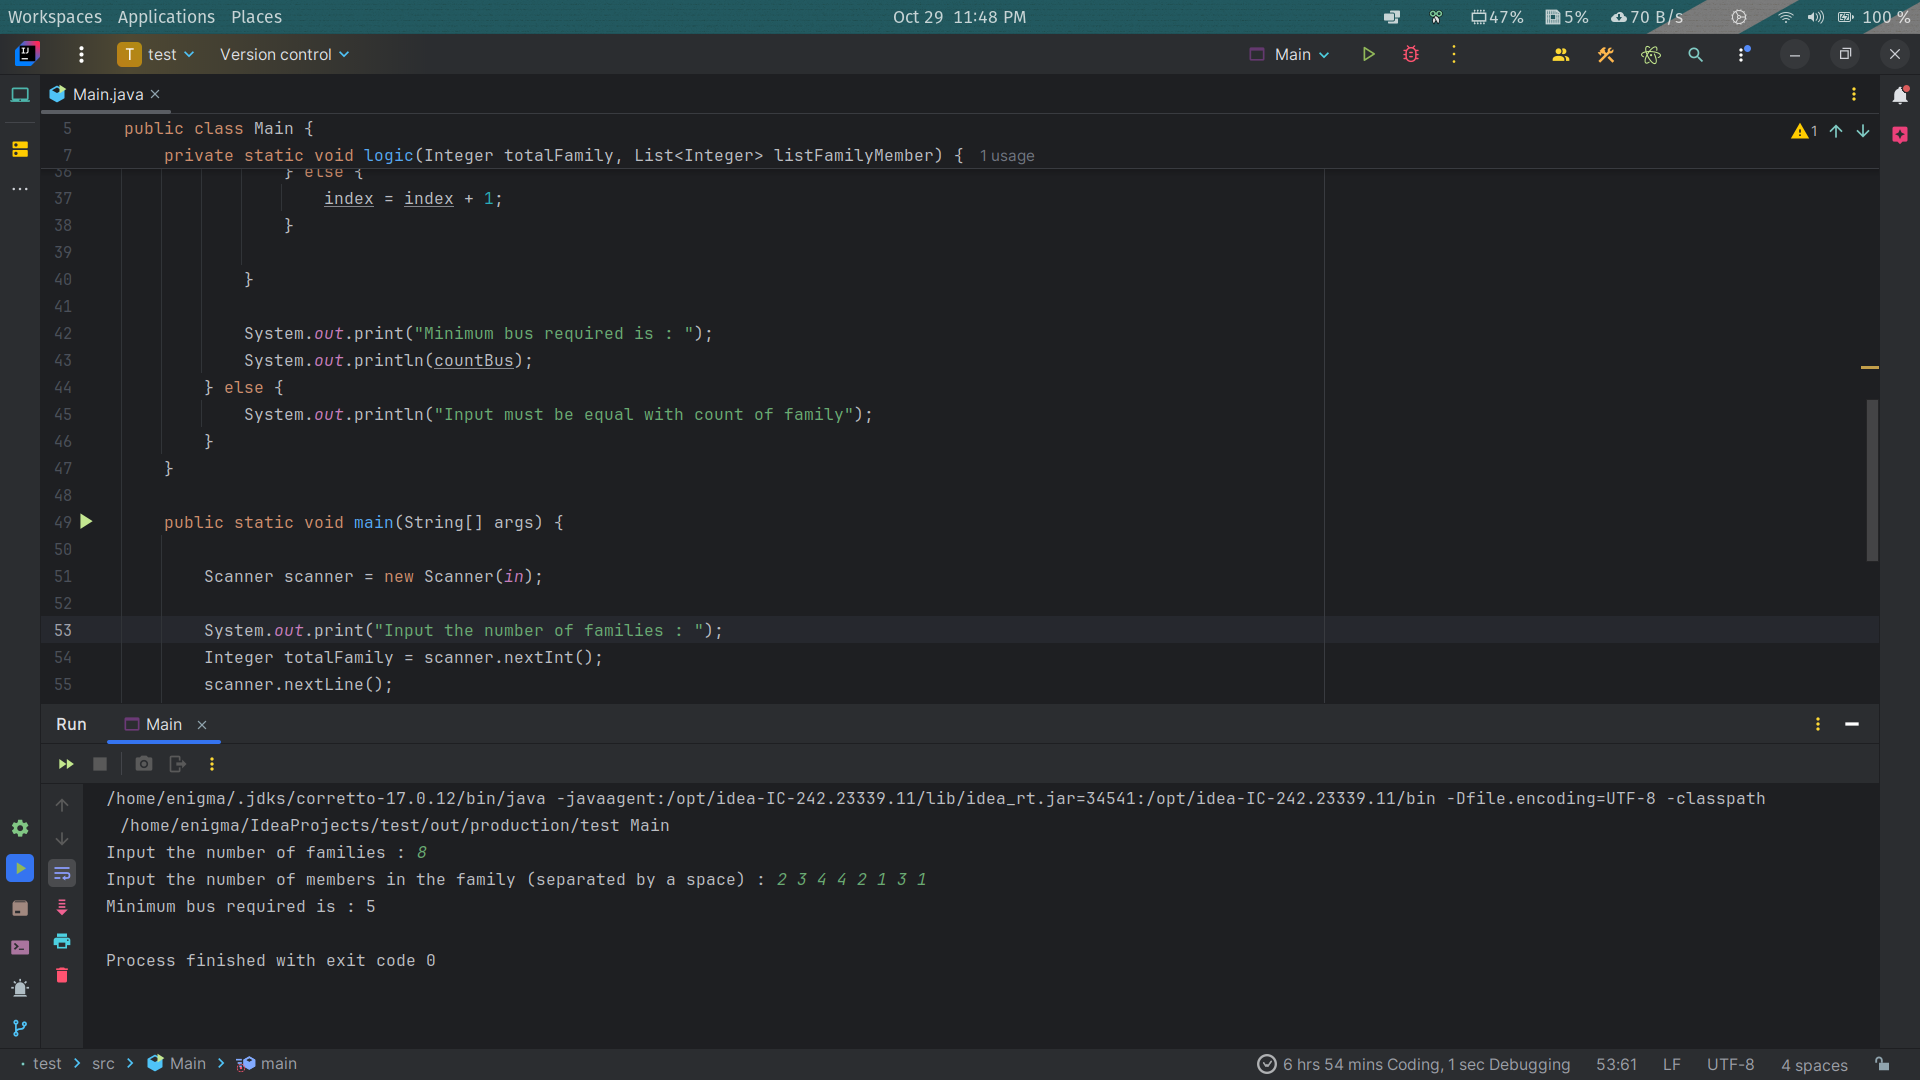 Workspaces Applications Places
Oct 29 11:48 PM
47% 5% 70 B/s 100 %
T test Version control
Main
Main.java
5 public class Main {
1
7 private static void logic(Integer totalFamily, List<Integer> listFamilyMember) { 1 usage
36 } else {
37 index = index + 1;
38 }
39
40 }
41
42 System.out.print("Minimum bus required is : ");
43 System.out.println(countBus);
44 } else {
45 System.out.println("Input must be equal with count of family");
46 }
47 }
48
49 public static void main(String[] args) {
50
51 Scanner scanner = new Scanner(in);
52
53 System.out.print("Input the number of families : ");
54 Integer totalFamily = scanner.nextInt();
55 scanner.nextLine();
Run Main
/home/enigma/.jdks/corretto-17.0.12/bin/java -javaagent:/opt/idea-IC-242.23339.11/lib/idea_rt.jar=34541:/opt/idea-IC-242.23339.11/bin -Dfile.encoding=UTF-8 -classpath
/home/enigma/IdeaProjects/test/out/production/test Main
Input the number of families : 8
Input the number of members in the family (separated by a space) : 2 3 4 4 2 1 3 1
Minimum bus required is : 5
Process finished with exit code 0
test > src > Main > main
6 hrs 54 mins Coding, 1 sec Debugging 53:61 LF UTF-8 4 spaces